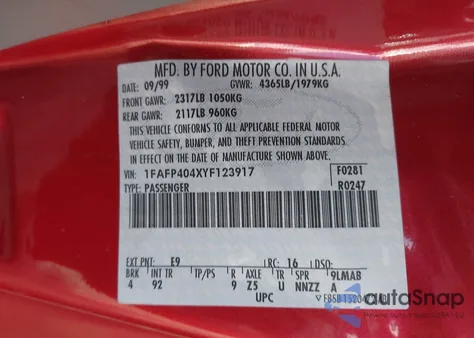 MFD. BY FORD MOTOR CO. IN U.S.A.
DATE: 09/99 GVWR: 4365LB/1979KG
FRONT GAWR: 2317LB 1050KG
REAR GAWR: 2117LB 960KG
THIS VEHICLE CONFORMS TO ALL APPLICABLE FEDERAL MOTOR
VEHICLE SAFETY, BUMPER, AND THEFT PREVENTION STANDARDS
IN EFFECT ON THE DATE OF MANUFACTURE SHOWN ABOVE.
VIN: 1FAFP404XYF123917 F0281
TYPE: PASSENGER R0247
EXT PNT: E9 RC: 16 DSO:
BRK INT TR TP/PS R AXLE TR SPR 9LMAB
4 92 9 Z5 U NNZZ A
UPC
autoSnap